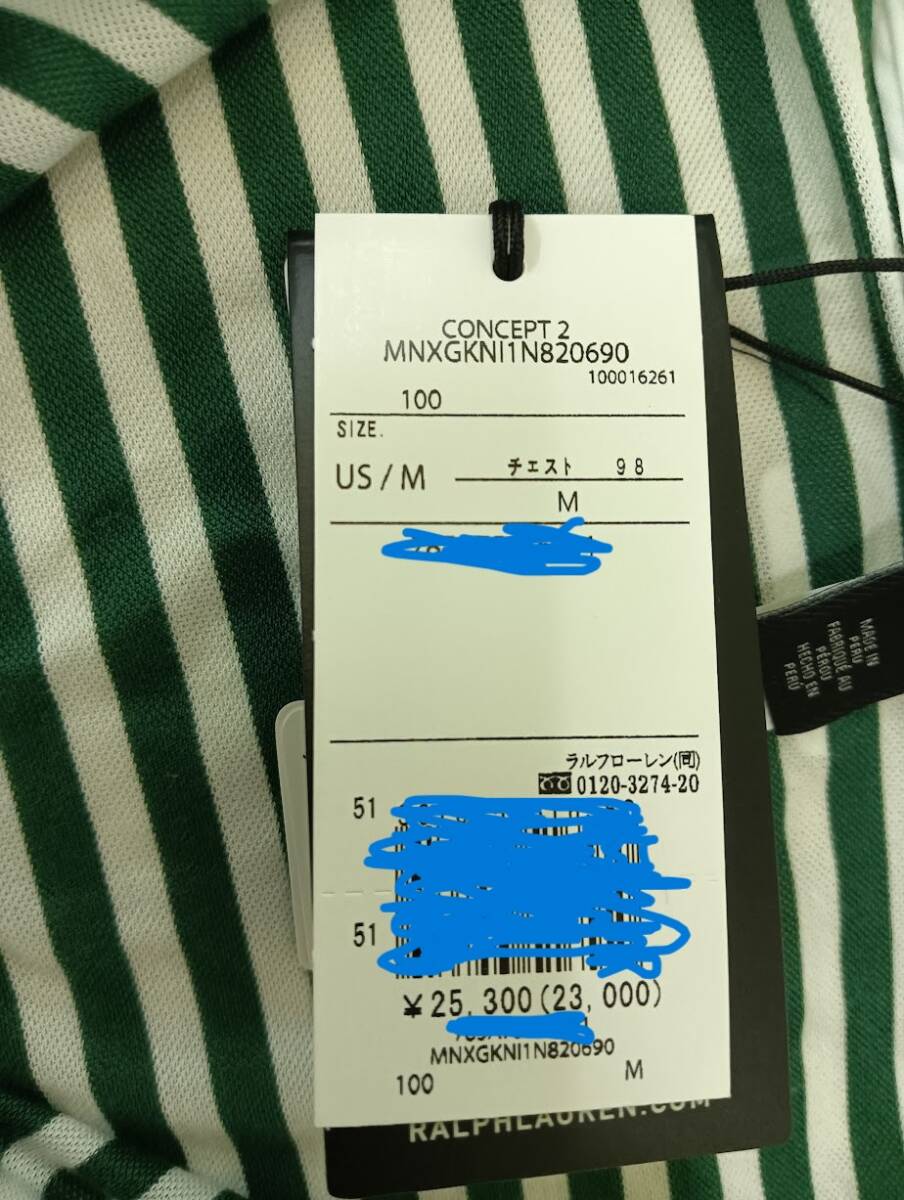 CONCEPT 2
MNXGKNI1N820690
100016261
100
SIZE.
US / M
チェスト 98
M
ラルフローレン(同)
0120-3274-20
51
51
¥25,300(23,000)
MNXGKNI1N820690
100 M
RALPHLAUREN.COM
MADE IN
PERU
FABRIQUÉ AU
PÉROU
HECHO EN
PERÚ